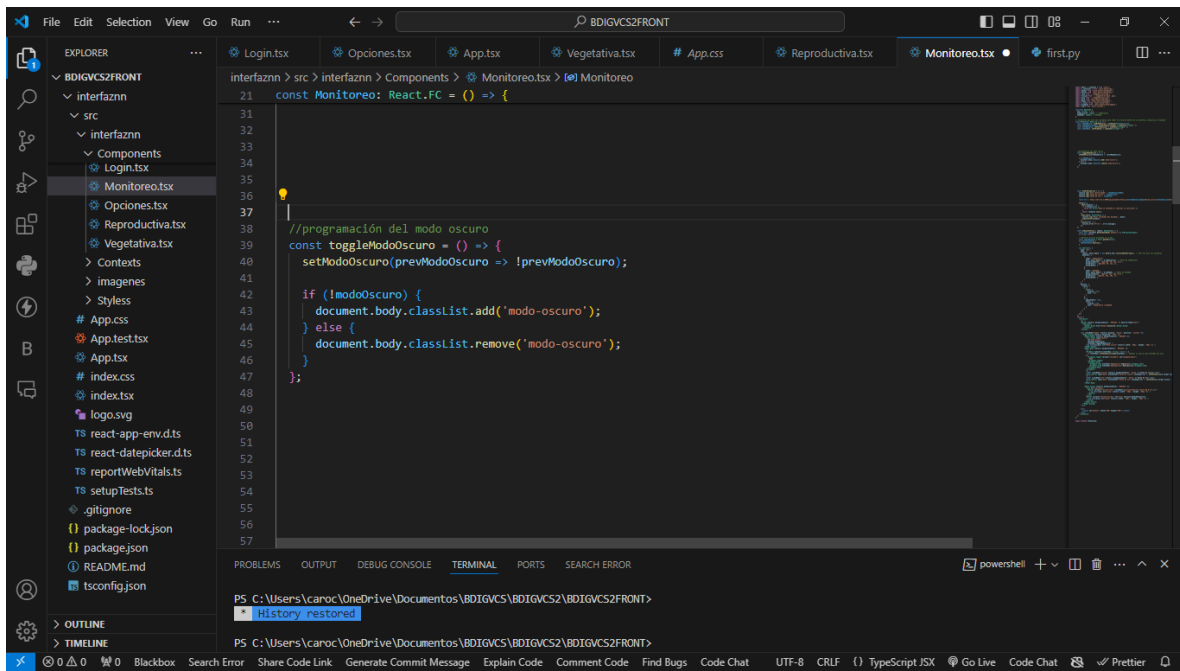 File Edit Selection View Go Run ··· ← → BDIGVCS2FRONT
EXPLORER ···
BDIGVCS2FRONT
interfaznn
src
interfaznn
Components
Login.tsx
Monitoreo.tsx
Opciones.tsx
Reproductiva.tsx
Vegetativa.tsx
Contexts
imagenes
Styless
# App.css
App.test.tsx
App.tsx
# index.css
index.tsx
logo.svg
TS react-app-env.d.ts
TS react-datepicker.d.ts
TS reportWebVitals.ts
TS setupTests.ts
.gitignore
{} package-lock.json
{} package.json
README.md
tsconfig.json
OUTLINE
TIMELINE
Login.tsx Opciones.tsx App.tsx Vegetativa.tsx # App.css Reproductiva.tsx Monitoreo.tsx ● first.py
interfaznn > src > interfaznn > Components > Monitoreo.tsx > Monitoreo
21 const Monitoreo: React.FC = () => {
31
32
33
34
35
36
37
38 //programación del modo oscuro
39 const toggleModoOscuro = () => {
40 setModoOscuro(prevModoOscuro => !prevModoOscuro);
41
42 if (!modoOscuro) {
43 document.body.classList.add('modo-oscuro');
44 } else {
45 document.body.classList.remove('modo-oscuro');
46 }
47 };
48
49
50
51
52
53
54
55
56
57
PROBLEMS OUTPUT DEBUG CONSOLE TERMINAL PORTS SEARCH ERROR powershell
PS C:\Users\caroc\OneDrive\Documentos\BDIGVCS\BDIGVCS2\BDIGVCS2FRONT>
* History restored
PS C:\Users\caroc\OneDrive\Documentos\BDIGVCS\BDIGVCS2\BDIGVCS2FRONT>
0 0 0 Blackbox Search Error Share Code Link Generate Commit Message Explain Code Comment Code Find Bugs Code Chat UTF-8 CRLF {} TypeScript JSX Go Live Code Chat Prettier